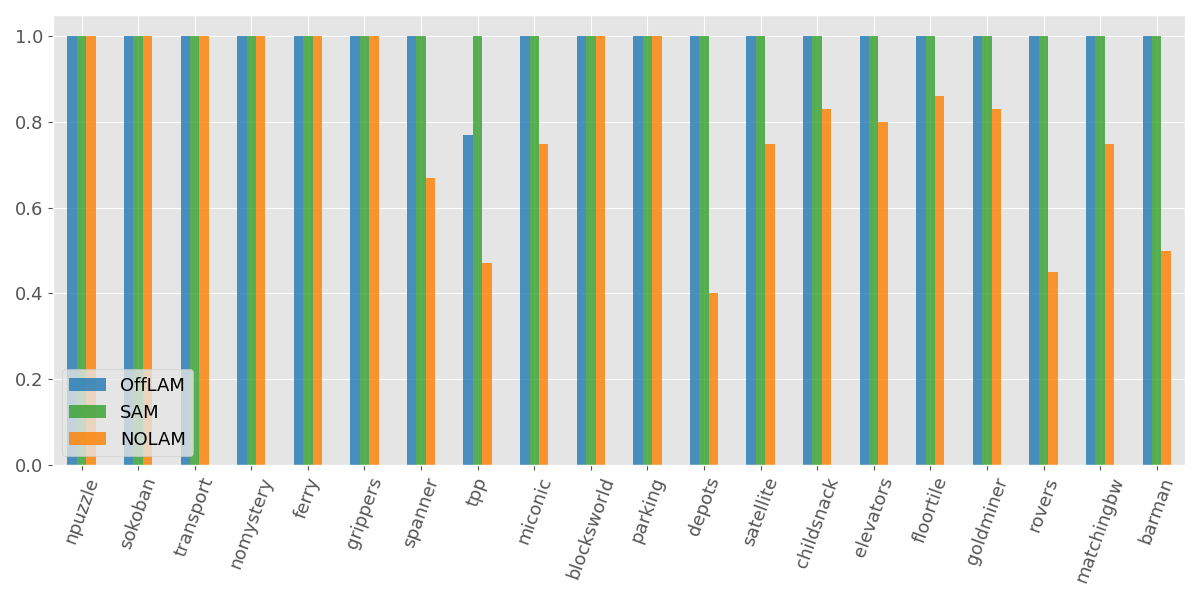 1.0
0.8
0.6
0.4
0.2
0.0
OffLAM
SAM
NOLAM
npuzzle
sokoban
transport
nomystery
ferry
grippers
spanner
tpp
miconic
blocksworld
parking
depots
satellite
childsnack
elevators
floortile
goldminer
rovers
matchingbw
barman